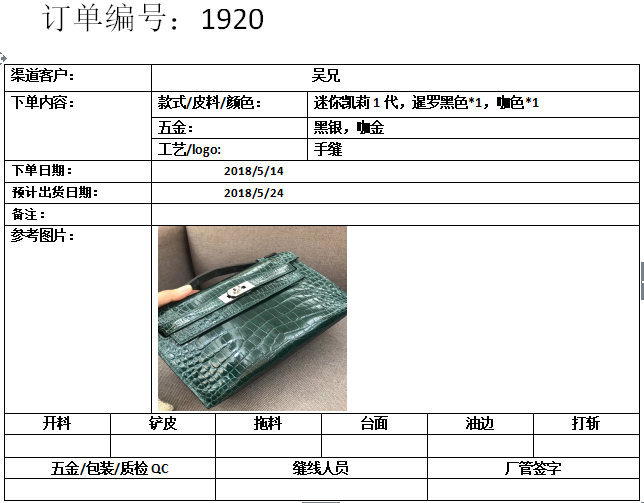 订单编号：1920
渠道客户： 吴兄
下单内容： 款式/皮料/颜色： 迷你凯莉1代，暹罗黑色*1，咖色*1
五金： 黑银，咖金
工艺/logo: 手缝
下单日期： 2018/5/14
预计出货日期： 2018/5/24
备注：
参考图片：
开料 铲皮 拖料 台面 油边 打斩
五金/包装/质检QC 缝线人员 厂管签字